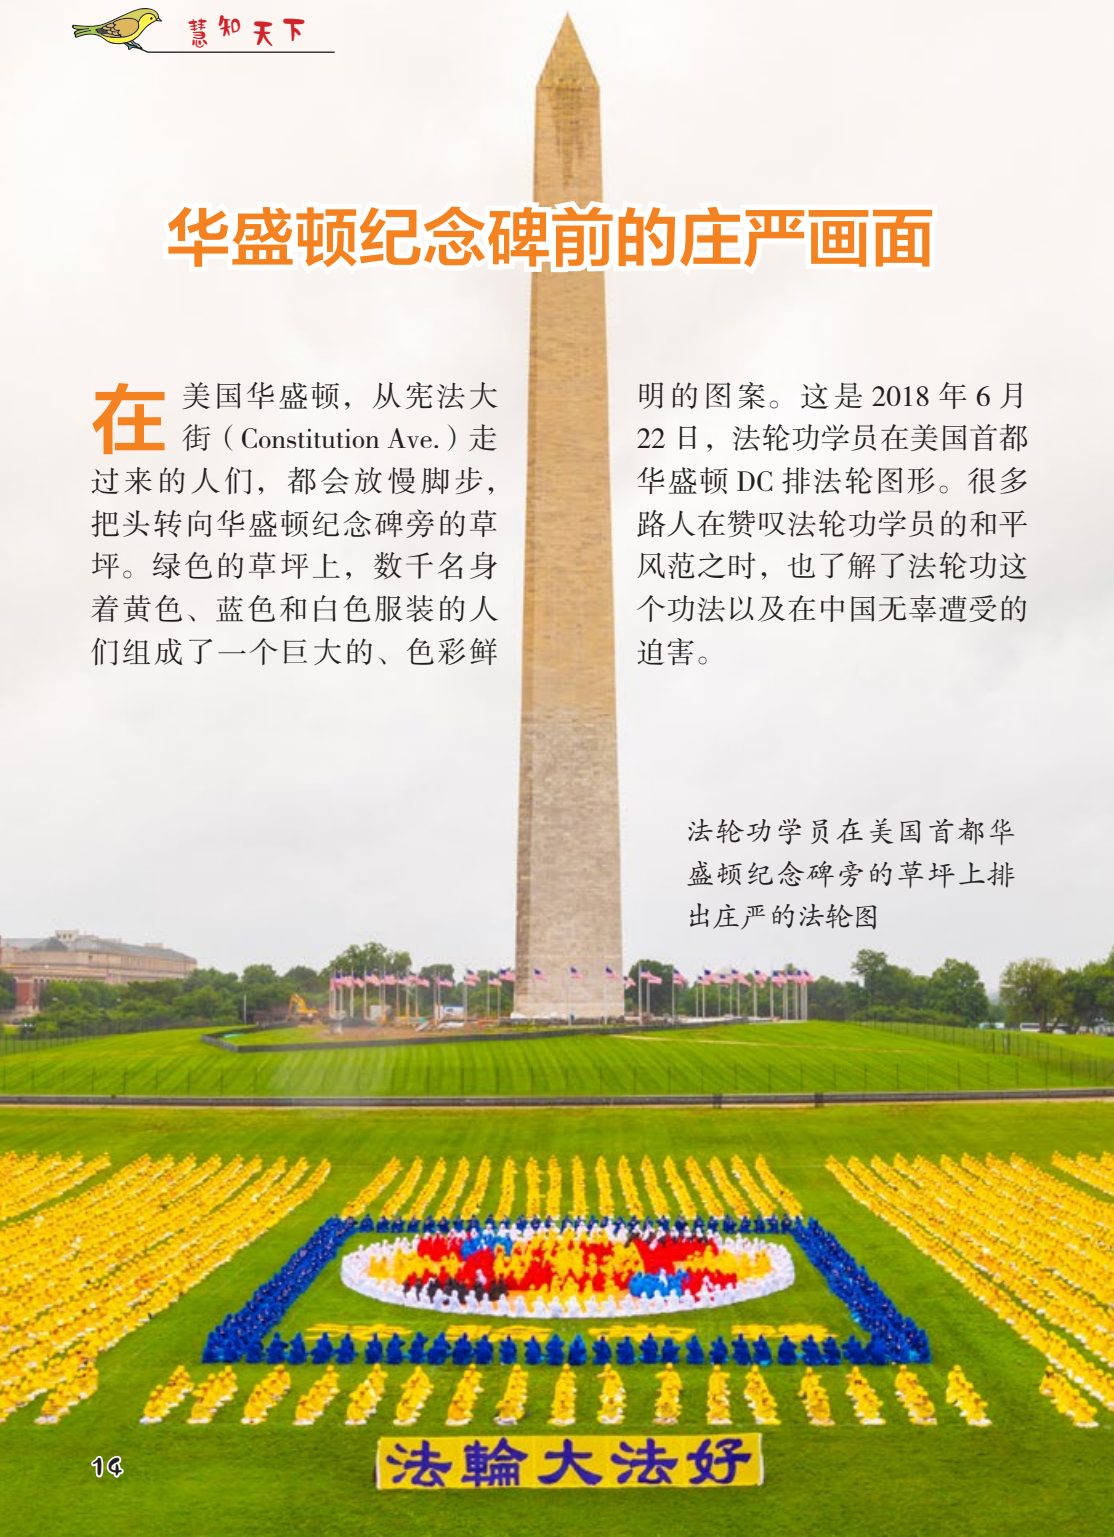 慧知天下
华盛顿纪念碑前的庄严画面
在美国华盛顿，从宪法大
街（Constitution Ave.）走
过来的人们，都会放慢脚步，
把头转向华盛顿纪念碑旁的草
坪。绿色的草坪上，数千名身
着黄色、蓝色和白色服装的人
们组成了一个巨大的、色彩鲜
明的图案。这是 2018 年 6 月
22 日，法轮功学员在美国首都
华盛顿 DC 排法轮图形。很多
路人在赞叹法轮功学员的和平
风范之时，也了解了法轮功这
个功法以及在中国无辜遭受的
迫害。
法轮功学员在美国首都华
盛顿纪念碑旁的草坪上排
出庄严的法轮图
法輪大法好
14